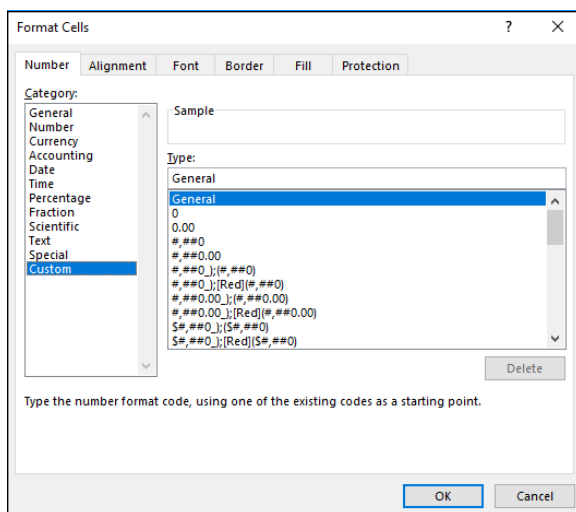 Format Cells ? ×
Number Alignment Font Border Fill Protection
Category:
General
Number
Currency
Accounting
Date
Time
Percentage
Fraction
Scientific
Text
Special
Custom
Sample
Type:
General
General
0
0.00
#,##0
#,##0.00
#,##0_);(#,##0)
#,##0_);[Red](#,##0)
#,##0.00_);(#,##0.00)
#,##0.00_);[Red](#,##0.00)
$#,##0_);($#,##0)
$#,##0_);[Red]($#,##0)
Delete
Type the number format code, using one of the existing codes as a starting point.
OK Cancel